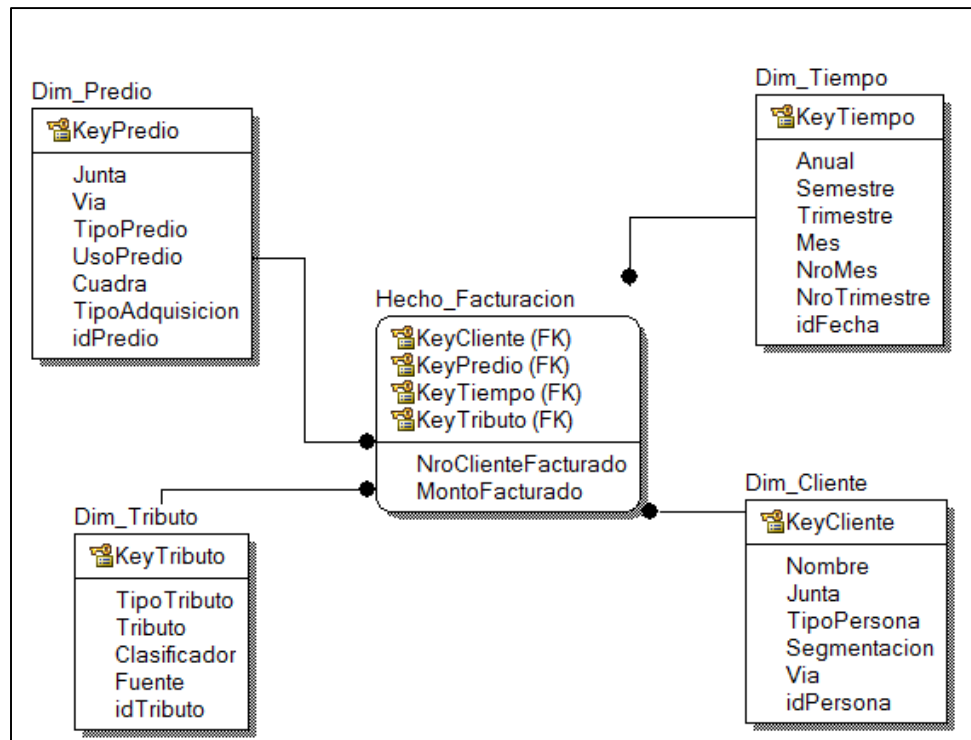 Dim_Predio
KeyPredio
Junta
Via
TipoPredio
UsoPredio
Cuadra
TipoAdquisicion
idPredio
Dim_Tiempo
KeyTiempo
Anual
Semestre
Trimestre
Mes
NroMes
NroTrimestre
idFecha
Hecho_Facturacion
KeyCliente (FK)
KeyPredio (FK)
KeyTiempo (FK)
KeyTributo (FK)
NroClienteFacturado
MontoFacturado
Dim_Tributo
KeyTributo
TipoTributo
Tributo
Clasificador
Fuente
idTributo
Dim_Cliente
KeyCliente
Nombre
Junta
TipoPersona
Segmentacion
Via
idPersona